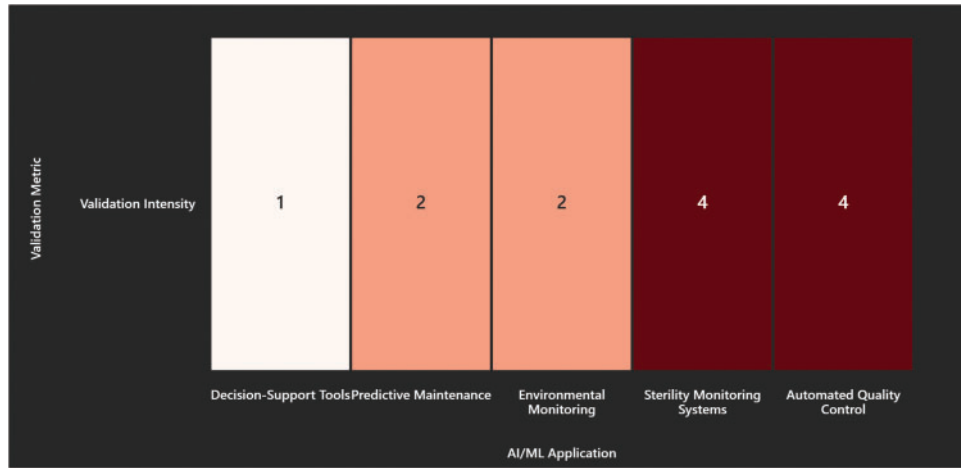 Validation Metric
Validation Intensity
1
2
2
4
4
Decision-Support Tools
Predictive Maintenance
Environmental
Monitoring
Sterility Monitoring
Systems
Automated Quality
Control
AI/ML Application